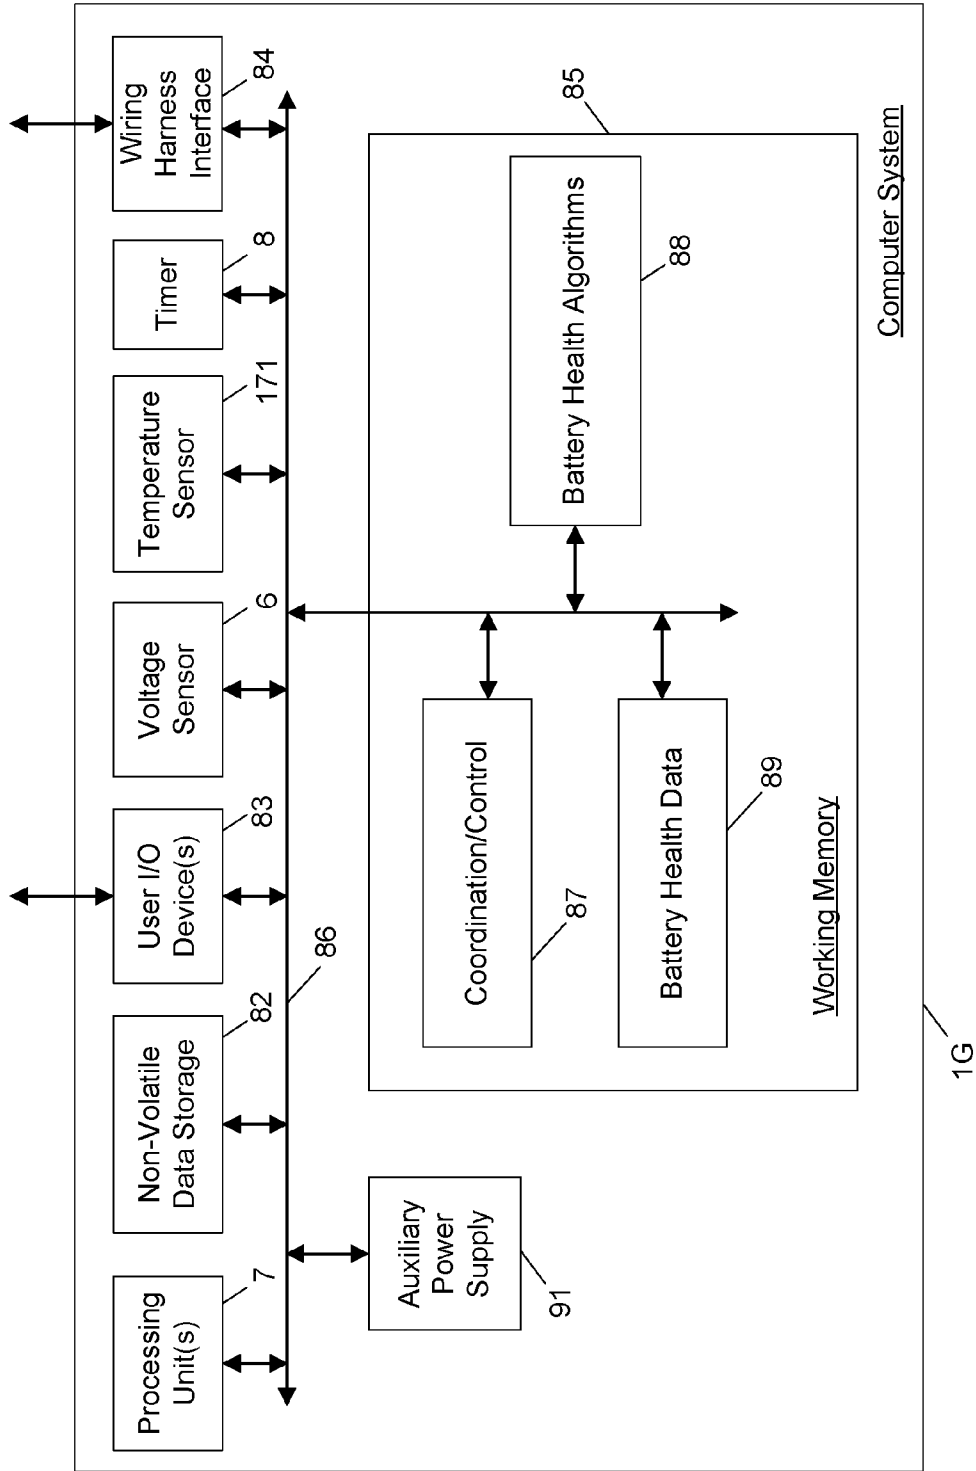 Processing
Unit(s)
7
Non-Volatile
Data Storage
82
User I/O
Device(s)
83
Voltage
Sensor
6
Temperature
Sensor
171
Timer
8
Wiring
Harness
Interface
84
86
Auxiliary
Power
Supply
91
85
Coordination/Control
87
Battery Health Algorithms
88
Battery Health Data
89
Working Memory
Computer System
1G